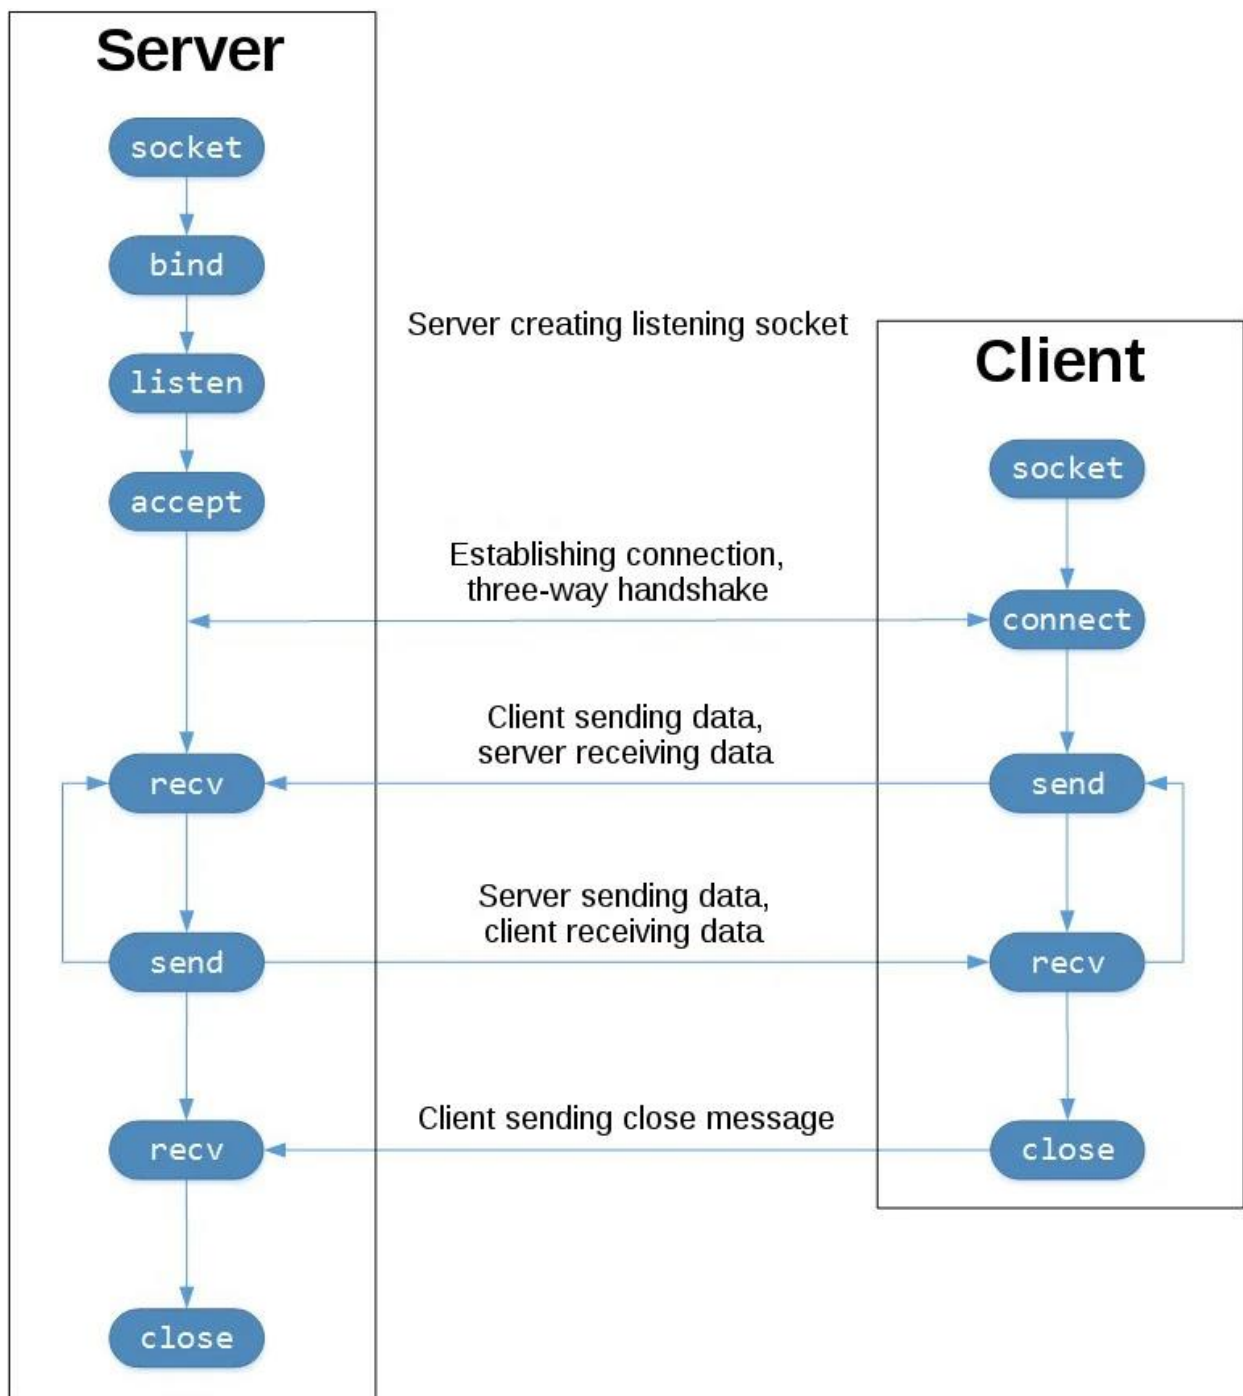 Server
socket
bind
listen
accept
recv
send
recv
close
Server creating listening socket
Establishing connection,
three-way handshake
Client sending data,
server receiving data
Server sending data,
client receiving data
Client sending close message
Client
socket
connect
send
recv
close